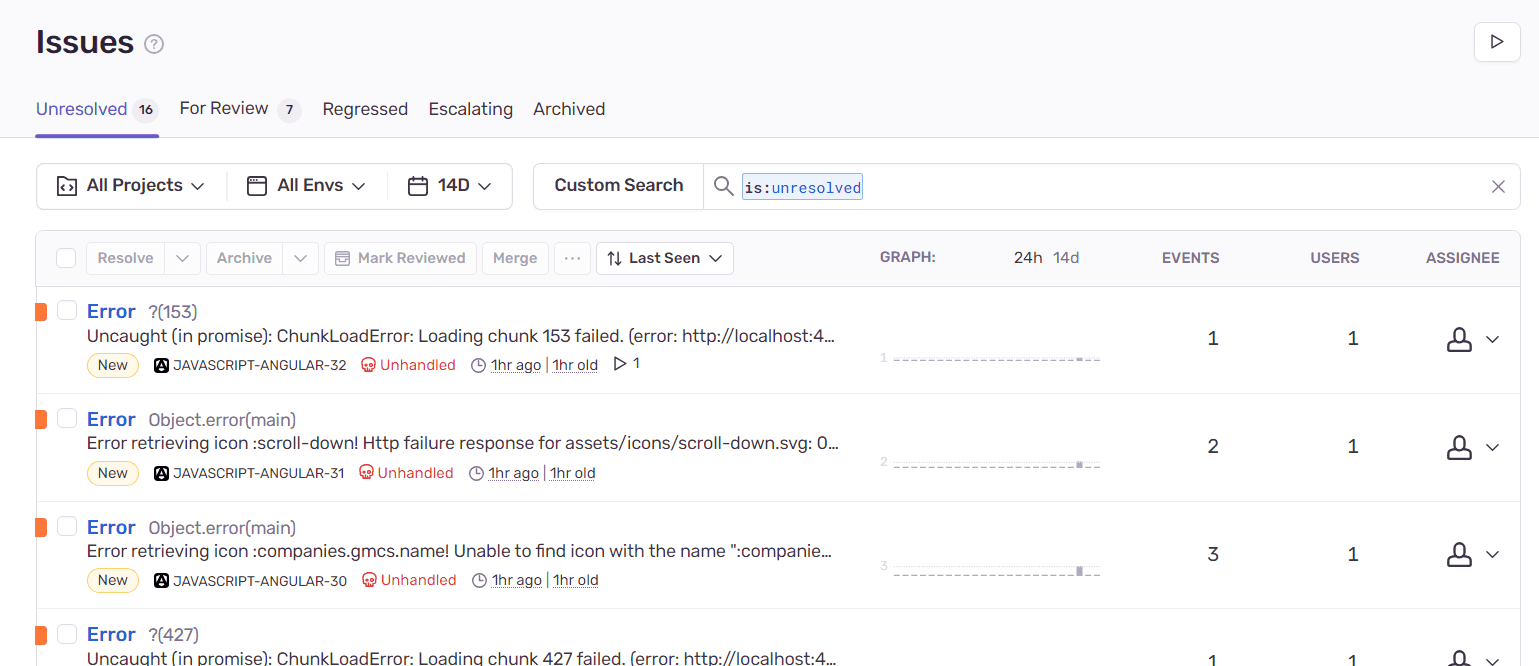 Issues ?
Unresolved 16 For Review 7 Regressed Escalating Archived
All Projects All Envs 14D Custom Search is:unresolved
Resolve Archive Mark Reviewed Merge ... Last Seen GRAPH: 24h 14d EVENTS USERS ASSIGNEE
Error ?(153)
Uncaught (in promise): ChunkLoadError: Loading chunk 153 failed. (error: http://localhost:4...
1 1 1
New JAVASCRIPT-ANGULAR-32 Unhandled 1hr ago | 1hr old 1
Error Object.error(main)
Error retrieving icon :scroll-down! Http failure response for assets/icons/scroll-down.svg: 0...
2 2 1
New JAVASCRIPT-ANGULAR-31 Unhandled 1hr ago | 1hr old
Error Object.error(main)
Error retrieving icon :companies.gmcs.name! Unable to find icon with the name ":companie...
3 3 1
New JAVASCRIPT-ANGULAR-30 Unhandled 1hr ago | 1hr old
Error ?(427)
Uncaught (in promise): ChunkLoadError: Loading chunk 427 failed. (error: http://localhost:4...
1 1